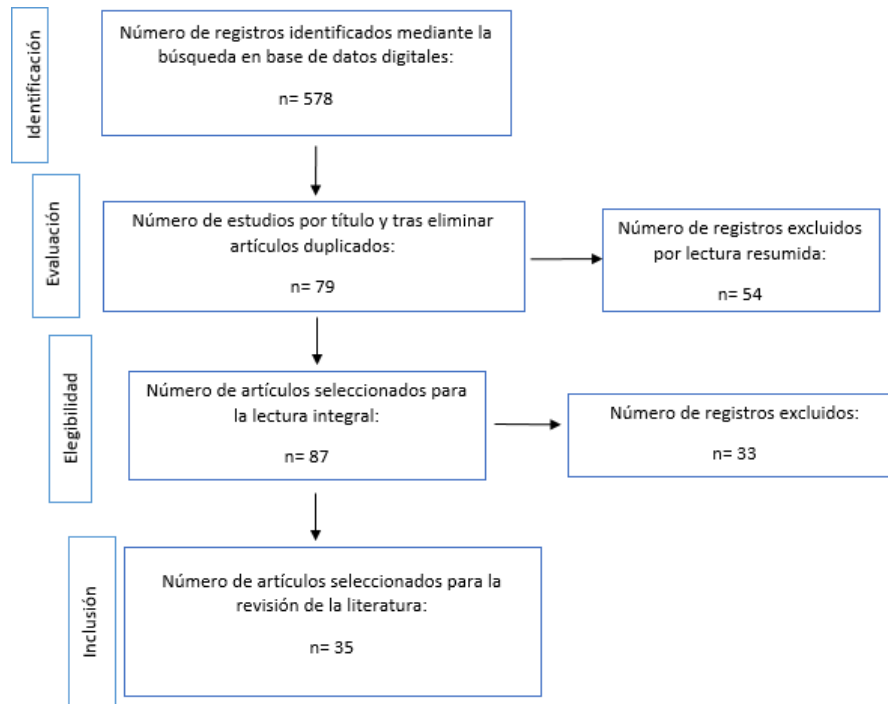 Identificación
Número de registros identificados mediante la
búsqueda en base de datos digitales:
n= 578
Evaluación
Número de estudios por título y tras eliminar
artículos duplicados:
n= 79
Número de registros excluidos
por lectura resumida:
n= 54
Elegibilidad
Número de artículos seleccionados para
la lectura integral:
n= 87
Número de registros excluidos:
n= 33
Inclusión
Número de artículos seleccionados para la
revisión de la literatura:
n= 35